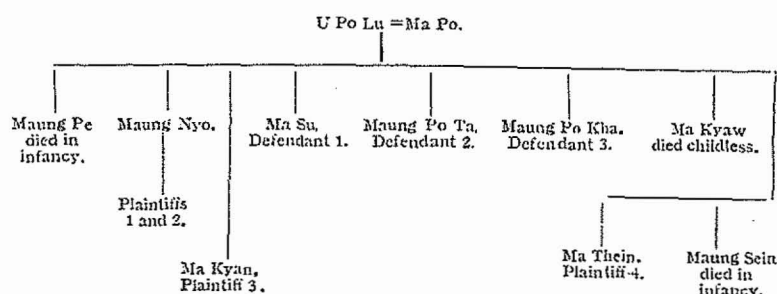 U Po Lu = Ma Po.
Maung Pe died in infancy.
Maung Nyo.
Ma Su, Defendant 1.
Maung Po Ta, Defendant 2.
Maung Po Kha. Defendant 3.
Ma Kyaw died childless.
Plaintiffs 1 and 2.
Ma Kyan, Plaintiff 3.
Ma Thein. Plaintiff 4.
Maung Sein died in infancy.